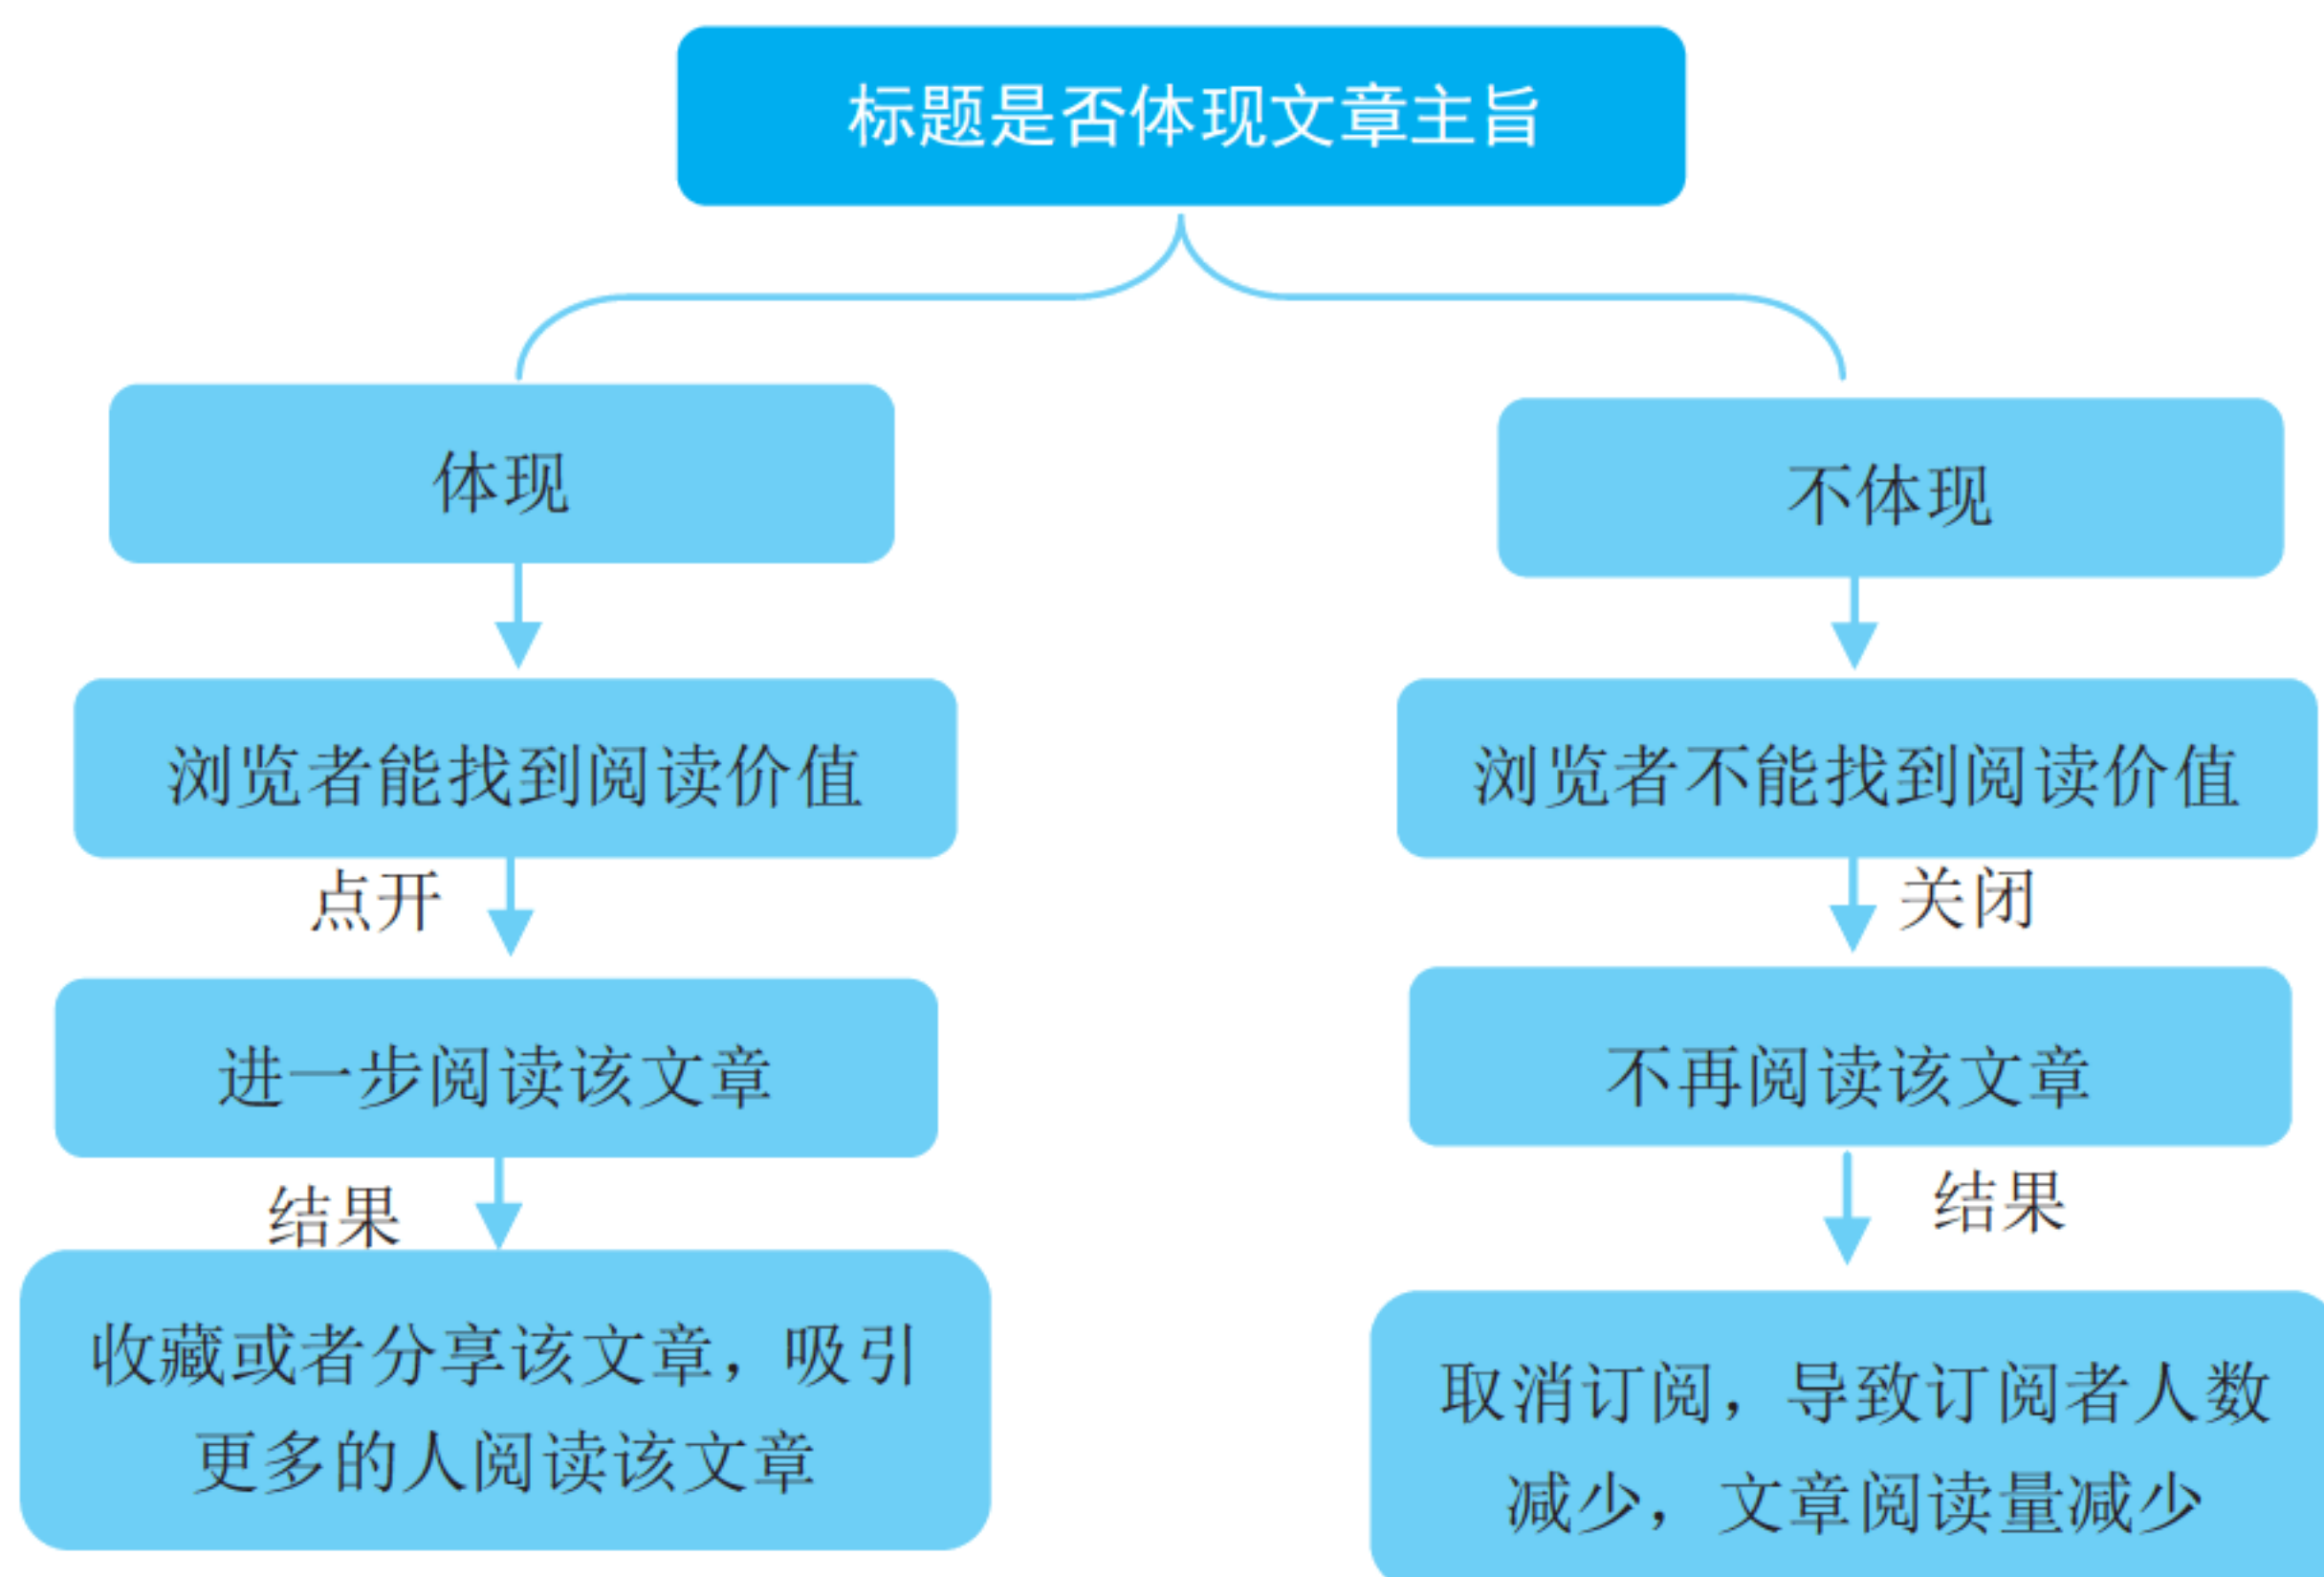 标题是否体现文章主旨
体现
不体现
浏览者能找到阅读价值
浏览者不能找到阅读价值
点开
关闭
进一步阅读该文章
不再阅读该文章
结果
结果
收藏或者分享该文章，吸引
更多的人阅读该文章
取消订阅，导致订阅者人数
减少，文章阅读量减少